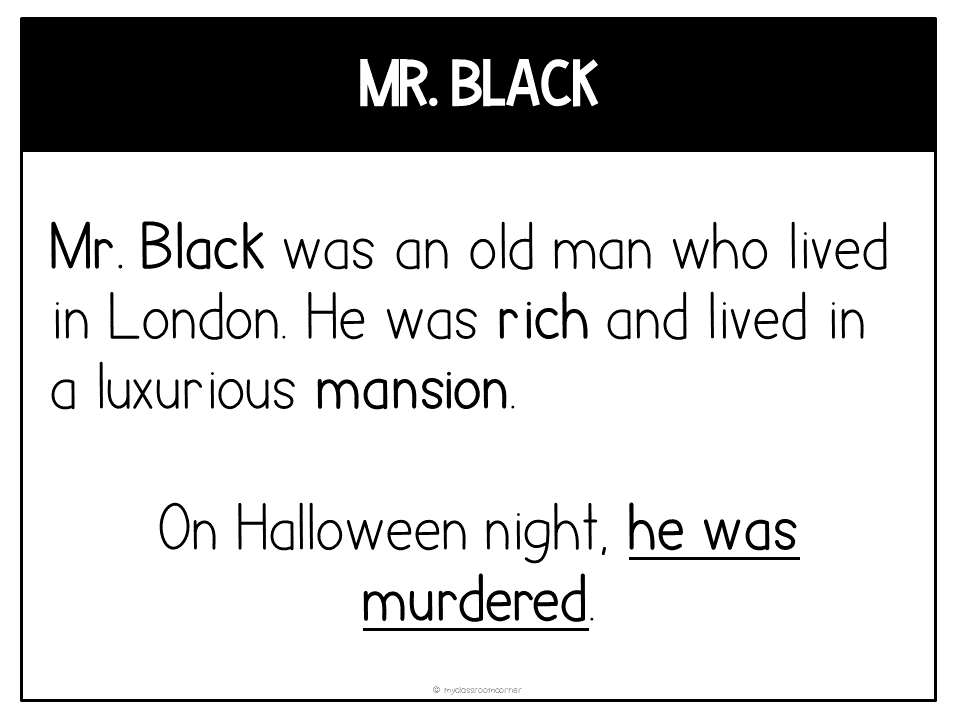 MR. BLACK
Mr. Black was an old man who lived
in London. He was rich and lived in
a luxurious mansion.
On Halloween night, he was
murdered.
© myclassroomcorner